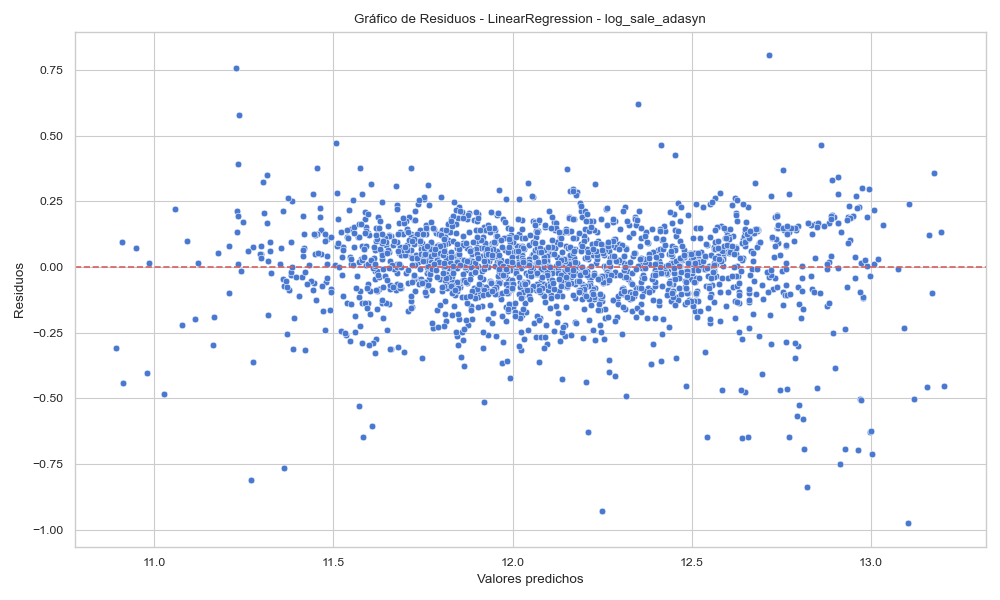 Gráfico de Residuos - LinearRegression - log_sale_adasyn
0.75
0.50
0.25
0.00
−0.25
−0.50
−0.75
−1.00
Residuos
11.0 11.5 12.0 12.5 13.0
Valores predichos